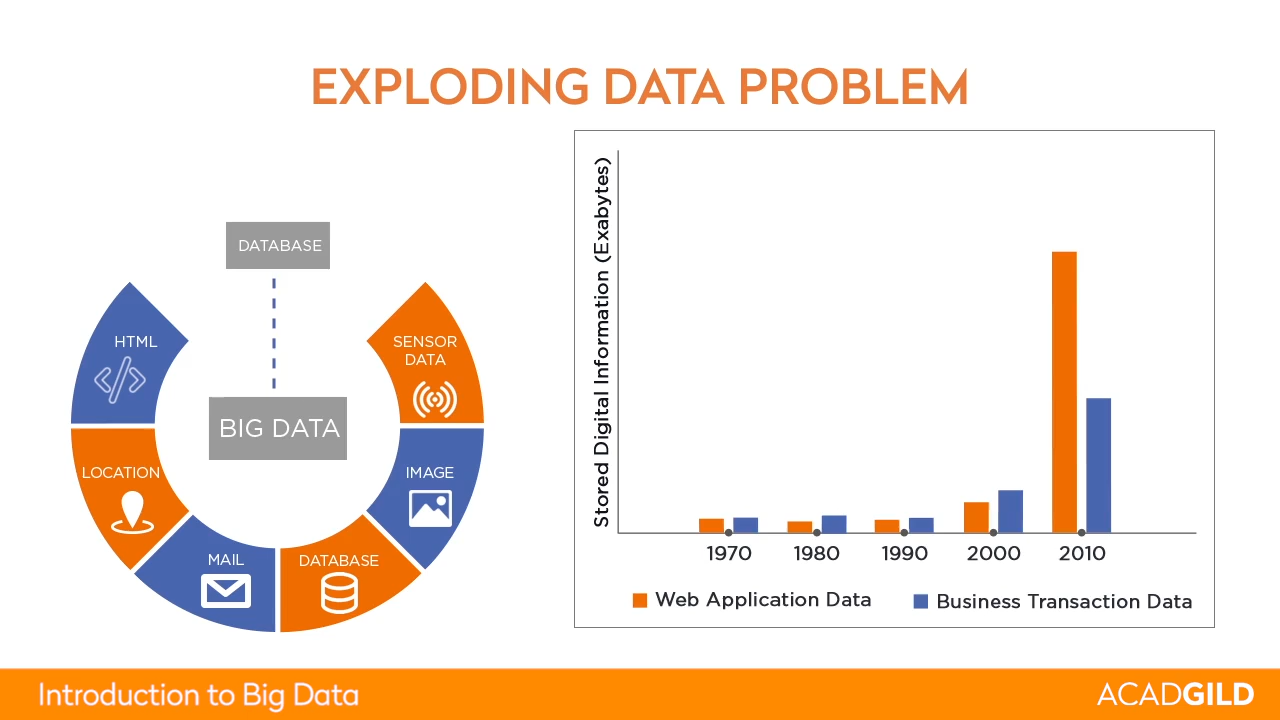 EXPLODING DATA PROBLEM
DATABASE
BIG DATA
HTML
LOCATION
MAIL
DATABASE
IMAGE
SENSOR
DATA
Stored Digital Information (Exabytes)
1970 1980 1990 2000 2010
Web Application Data Business Transaction Data
Introduction to Big Data
ACADGILD